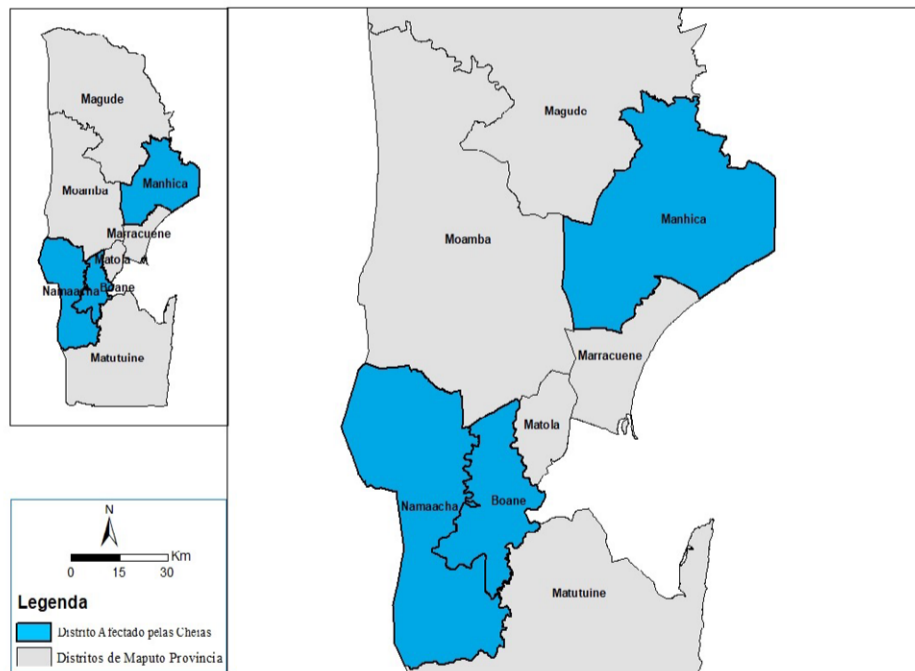 Magude
Manhica
Moamba
Marracuene
Matola
Namaacha
Boane
Matutuine
Magude
Manhica
Moamba
Marracuene
Matola
Namaacha
Boane
Matutuine
N
Km
0 15 30
Legenda
Distrito Afectado pelas Cheias
Distritos de Maputo Provincia